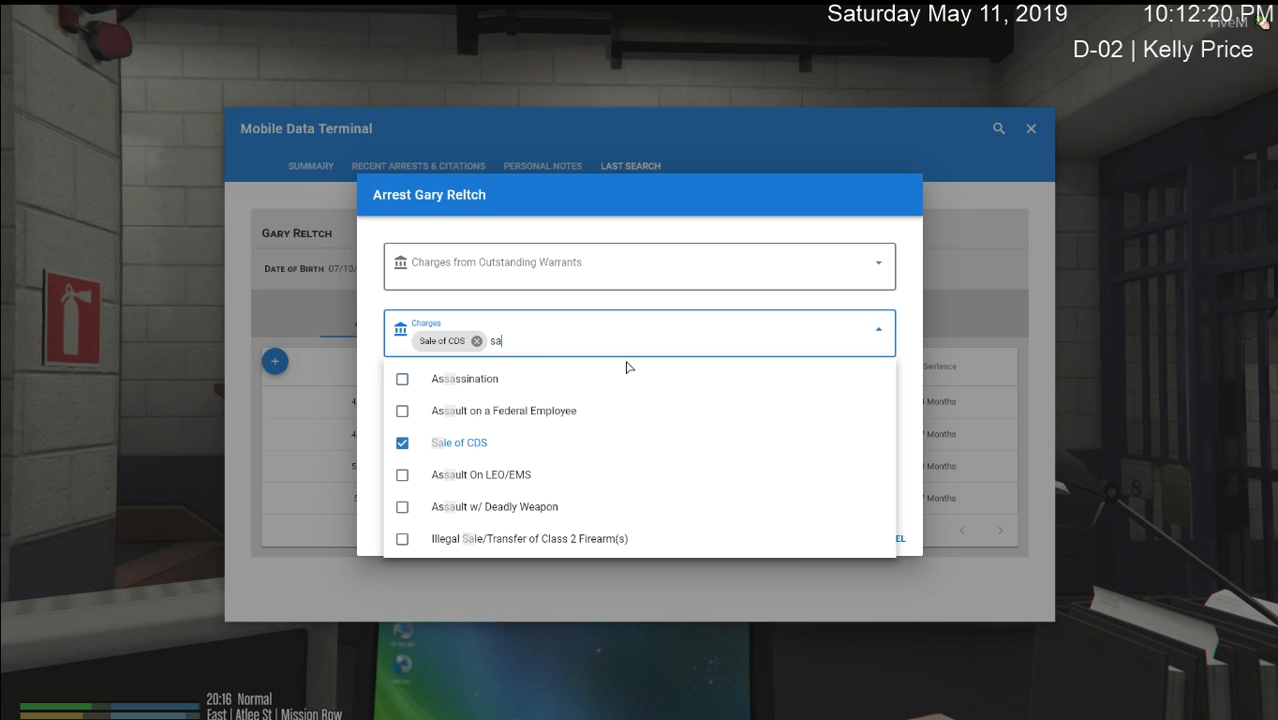 Saturday May 11, 2019 10:12:20 PM
FiveM
D-02 | Kelly Price
Mobile Data Terminal
SUMMARY RECENT ARRESTS & CITATIONS PERSONAL NOTES LAST SEARCH
Arrest Gary Reltch
GARY RELTCH
DATE OF BIRTH 07/10/
Charges from Outstanding Warrants
Charges
Sale of CDS sa
Sentence
Assassination
Months
Assault on a Federal Employee
Months
Sale of CDS
Assault On LEO/EMS
Months
Assault w/ Deadly Weapon
Months
Illegal Sale/Transfer of Class 2 Firearm(s)
EL
20:16 Normal
East | Atlee St | Mission Row